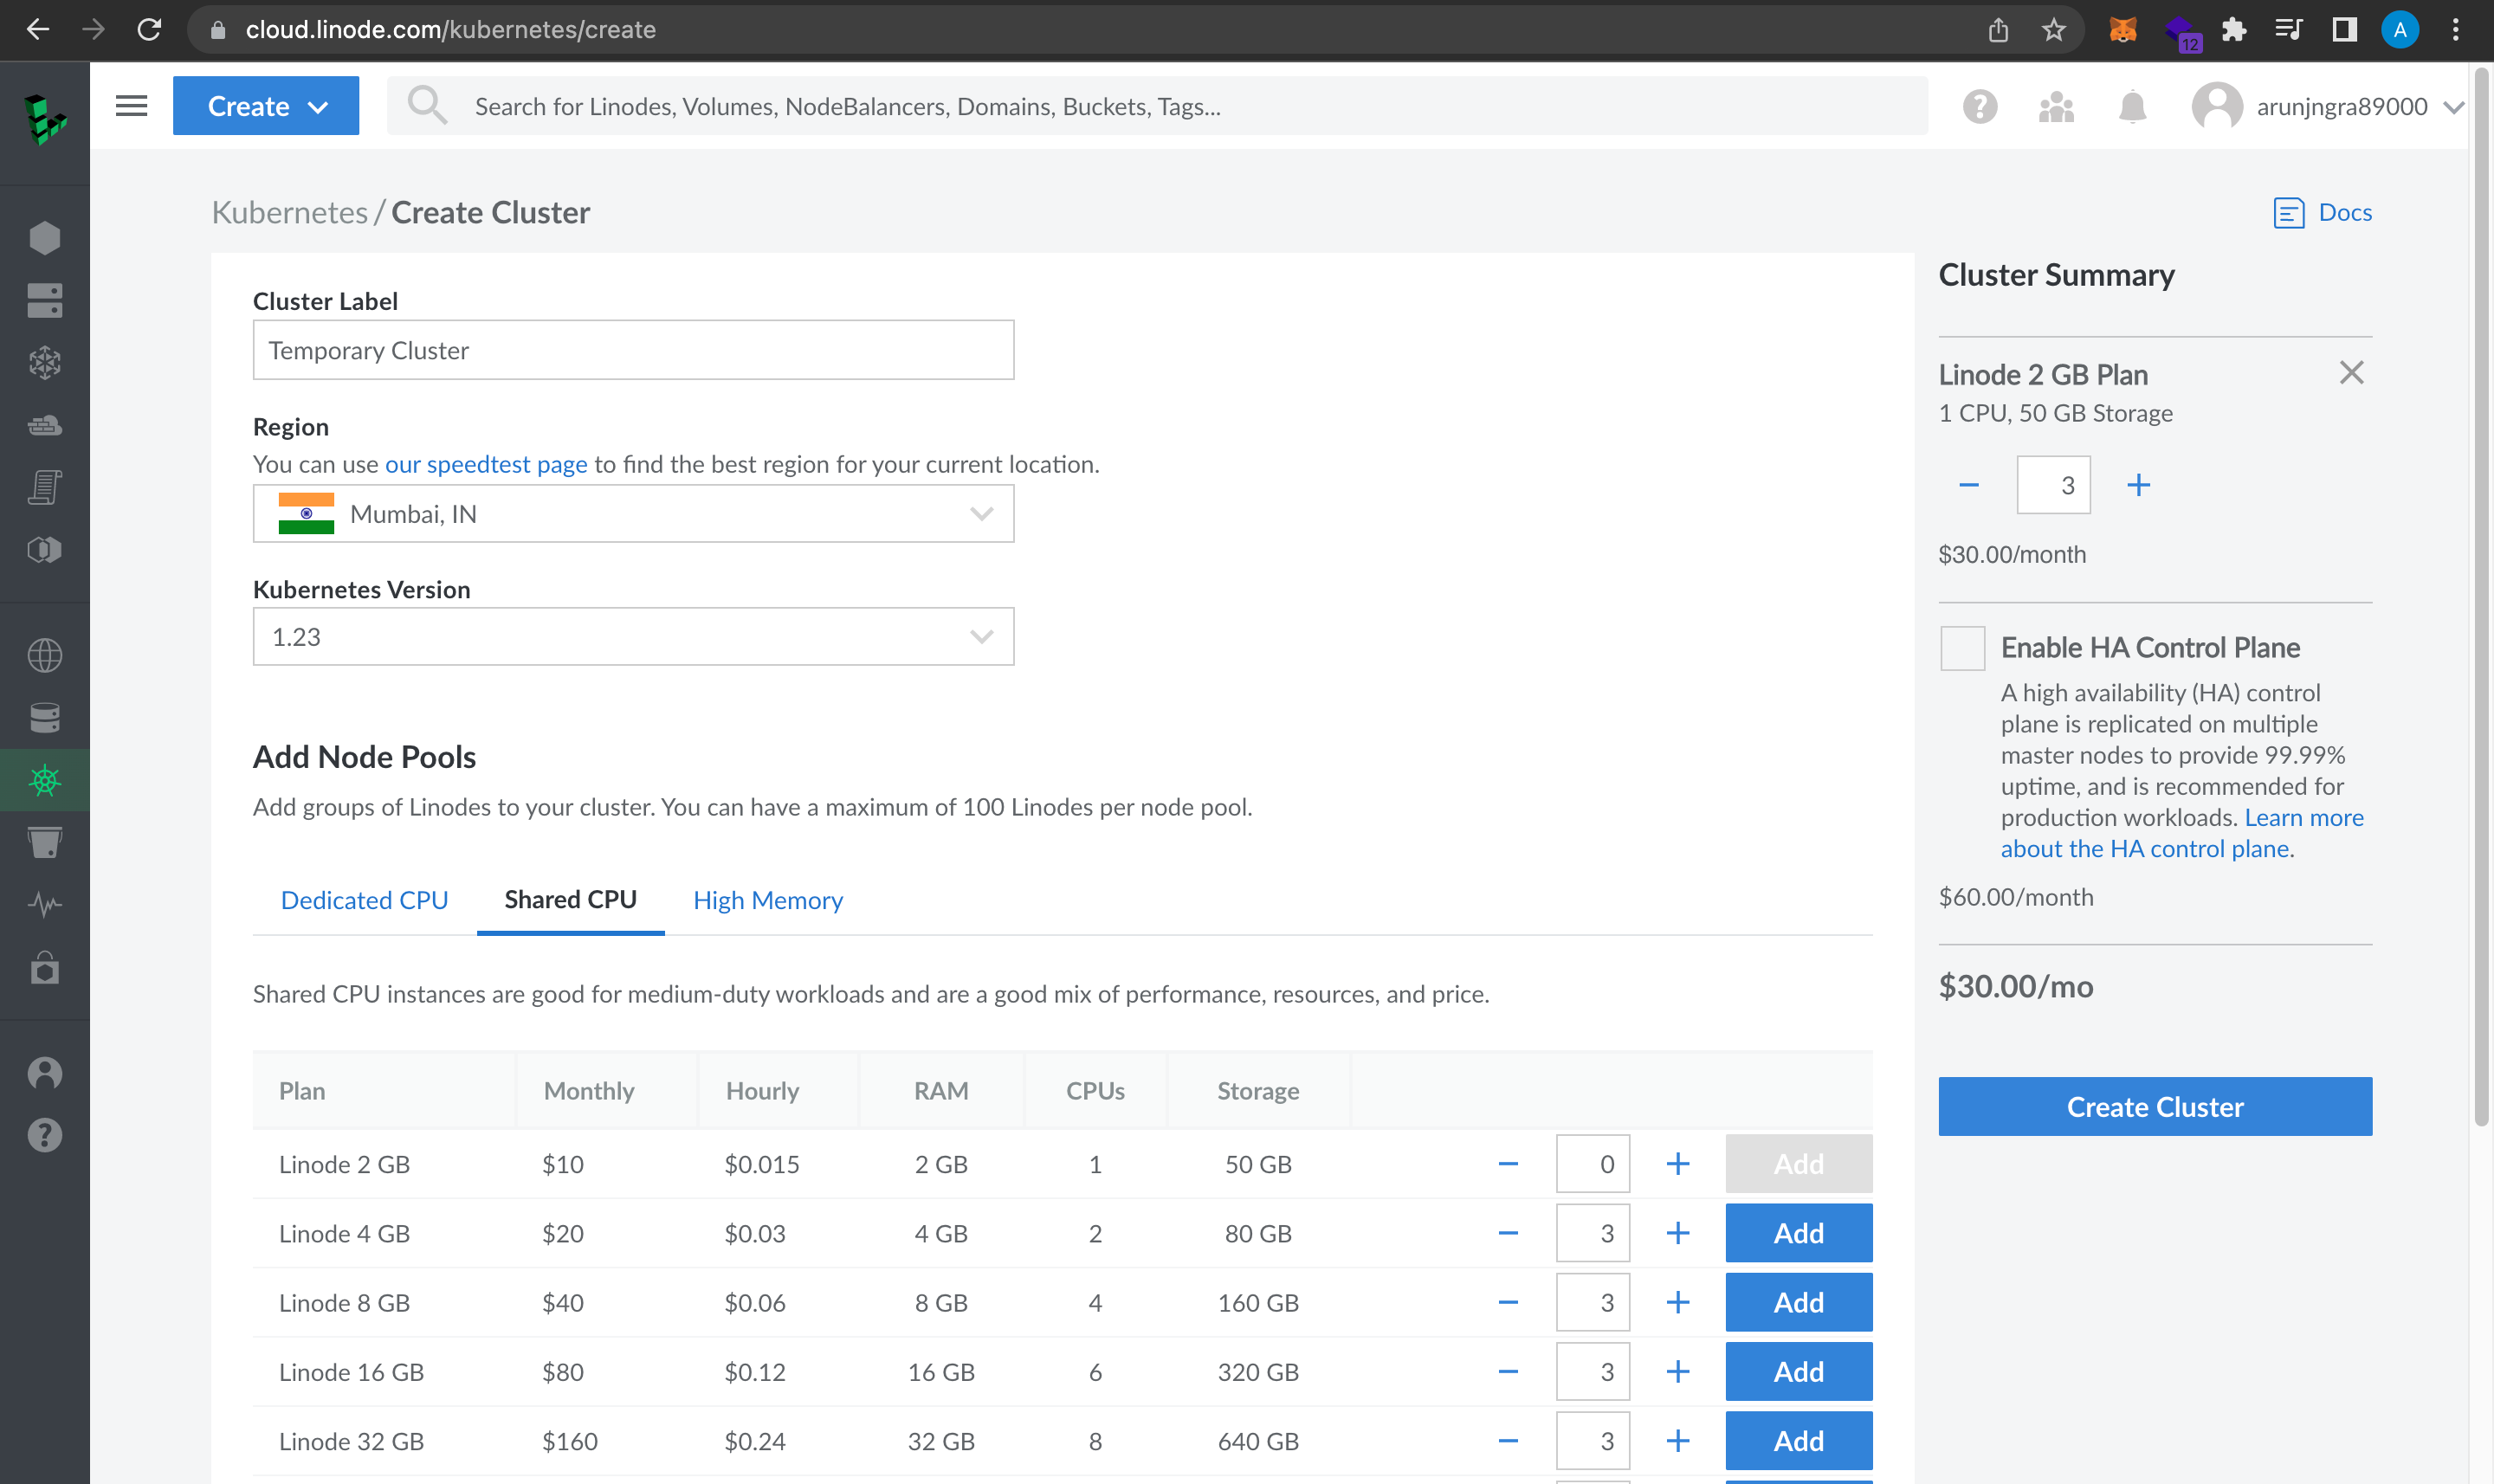 cloud.linode.com/kubernetes/create
12
A
Create
Search for Linodes, Volumes, NodeBalancers, Domains, Buckets, Tags...
?
arunjngra89000
Kubernetes / Create Cluster
Docs
Cluster Label
Temporary Cluster
Region
You can use our speedtest page to find the best region for your current location.
Mumbai, IN
Kubernetes Version
1.23
Add Node Pools
Add groups of Linodes to your cluster. You can have a maximum of 100 Linodes per node pool.
Dedicated CPU Shared CPU High Memory
Shared CPU instances are good for medium-duty workloads and are a good mix of performance, resources, and price.
Plan Monthly Hourly RAM CPUs Storage
Linode 2 GB $10 $0.015 2 GB 1 50 GB − 0 + Add
Linode 4 GB $20 $0.03 4 GB 2 80 GB − 3 + Add
Linode 8 GB $40 $0.06 8 GB 4 160 GB − 3 + Add
Linode 16 GB $80 $0.12 16 GB 6 320 GB − 3 + Add
Linode 32 GB $160 $0.24 32 GB 8 640 GB − 3 + Add
Cluster Summary
Linode 2 GB Plan
1 CPU, 50 GB Storage
− 3 +
$30.00/month
Enable HA Control Plane
A high availability (HA) control
plane is replicated on multiple
master nodes to provide 99.99%
uptime, and is recommended for
production workloads. Learn more
about the HA control plane.
$60.00/month
$30.00/mo
Create Cluster
?